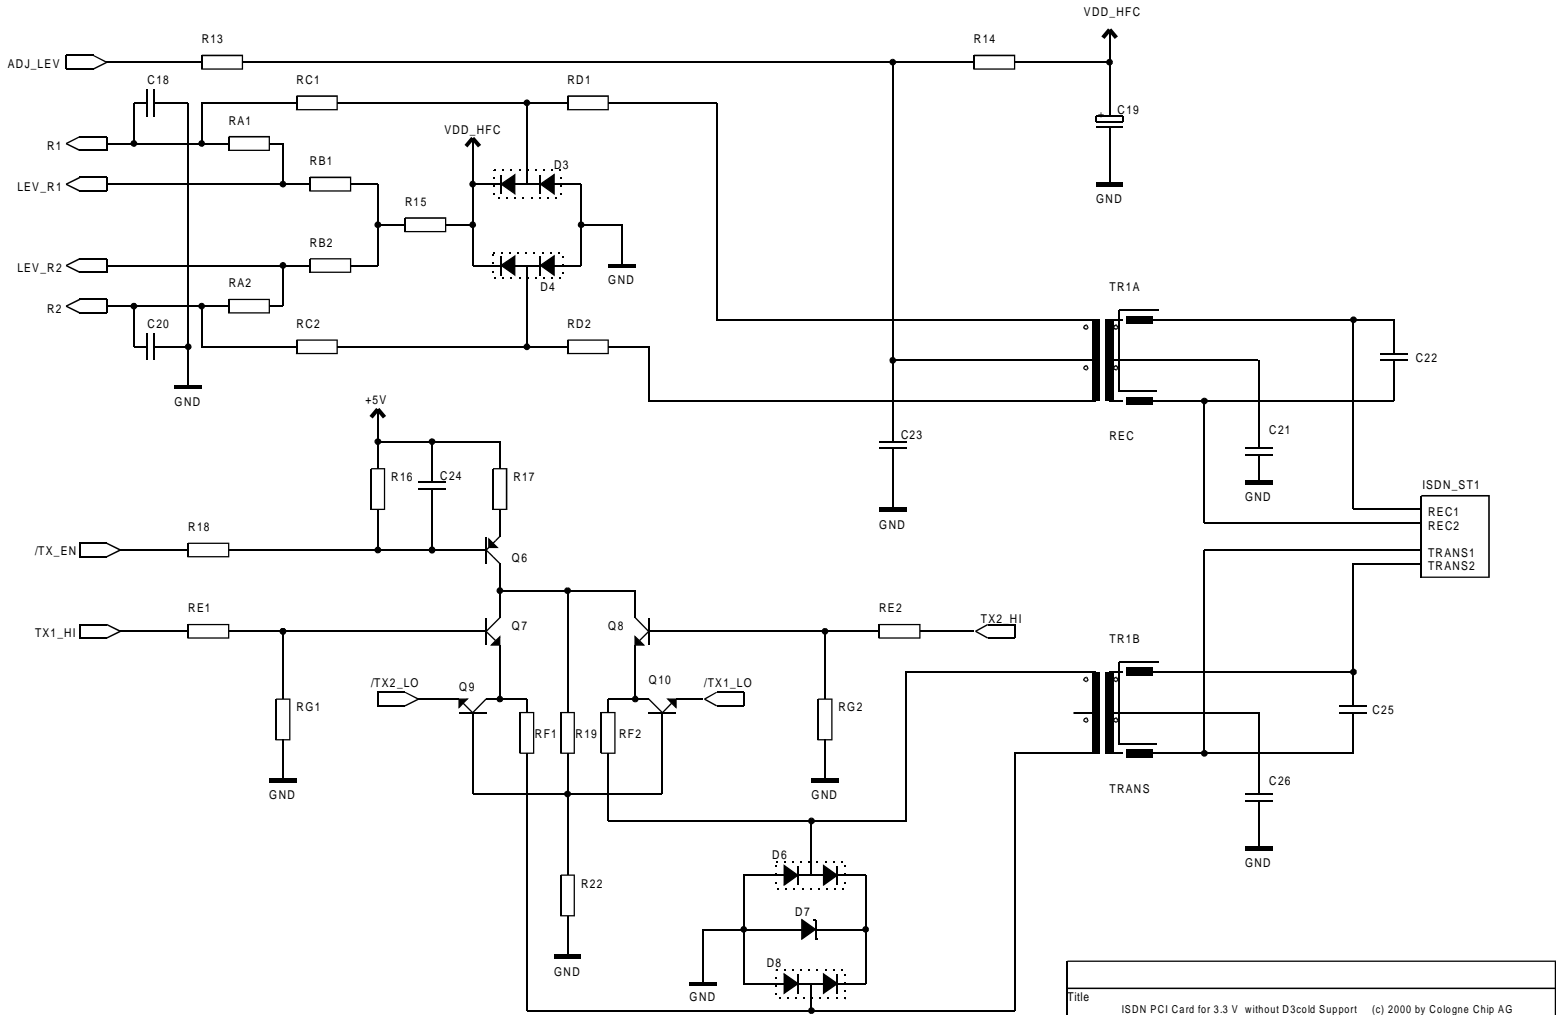 VDD_HFC
R13
R14
ADJ_LEV
C18
RC1
RD1
C19
RA1
VDD_HFC
R1
RB1
D3
LEV_R1
GND
R15
RB2
LEV_R2
RA2
GND
D4
TR1A
R2
C20
RC2
RD2
C22
GND
+5V
C23
REC
C21
R16
C24
R17
ISDN_ST1
GND
REC1
R18
GND
REC2
/TX_EN
Q6
TRANS1
TRANS2
RE1
RE2
TX1_HI
Q7
Q8
TX2_HI
TR1B
/TX2_LO
Q9
Q10
/TX1_LO
RG1
RF1
R19
RF2
RG2
C25
GND
GND
TRANS
C26
D6
GND
R22
D7
D8
GND
GND
Title
ISDN PCI Card for 3.3 V without D3cold Support (c) 2000 by Cologne Chip AG